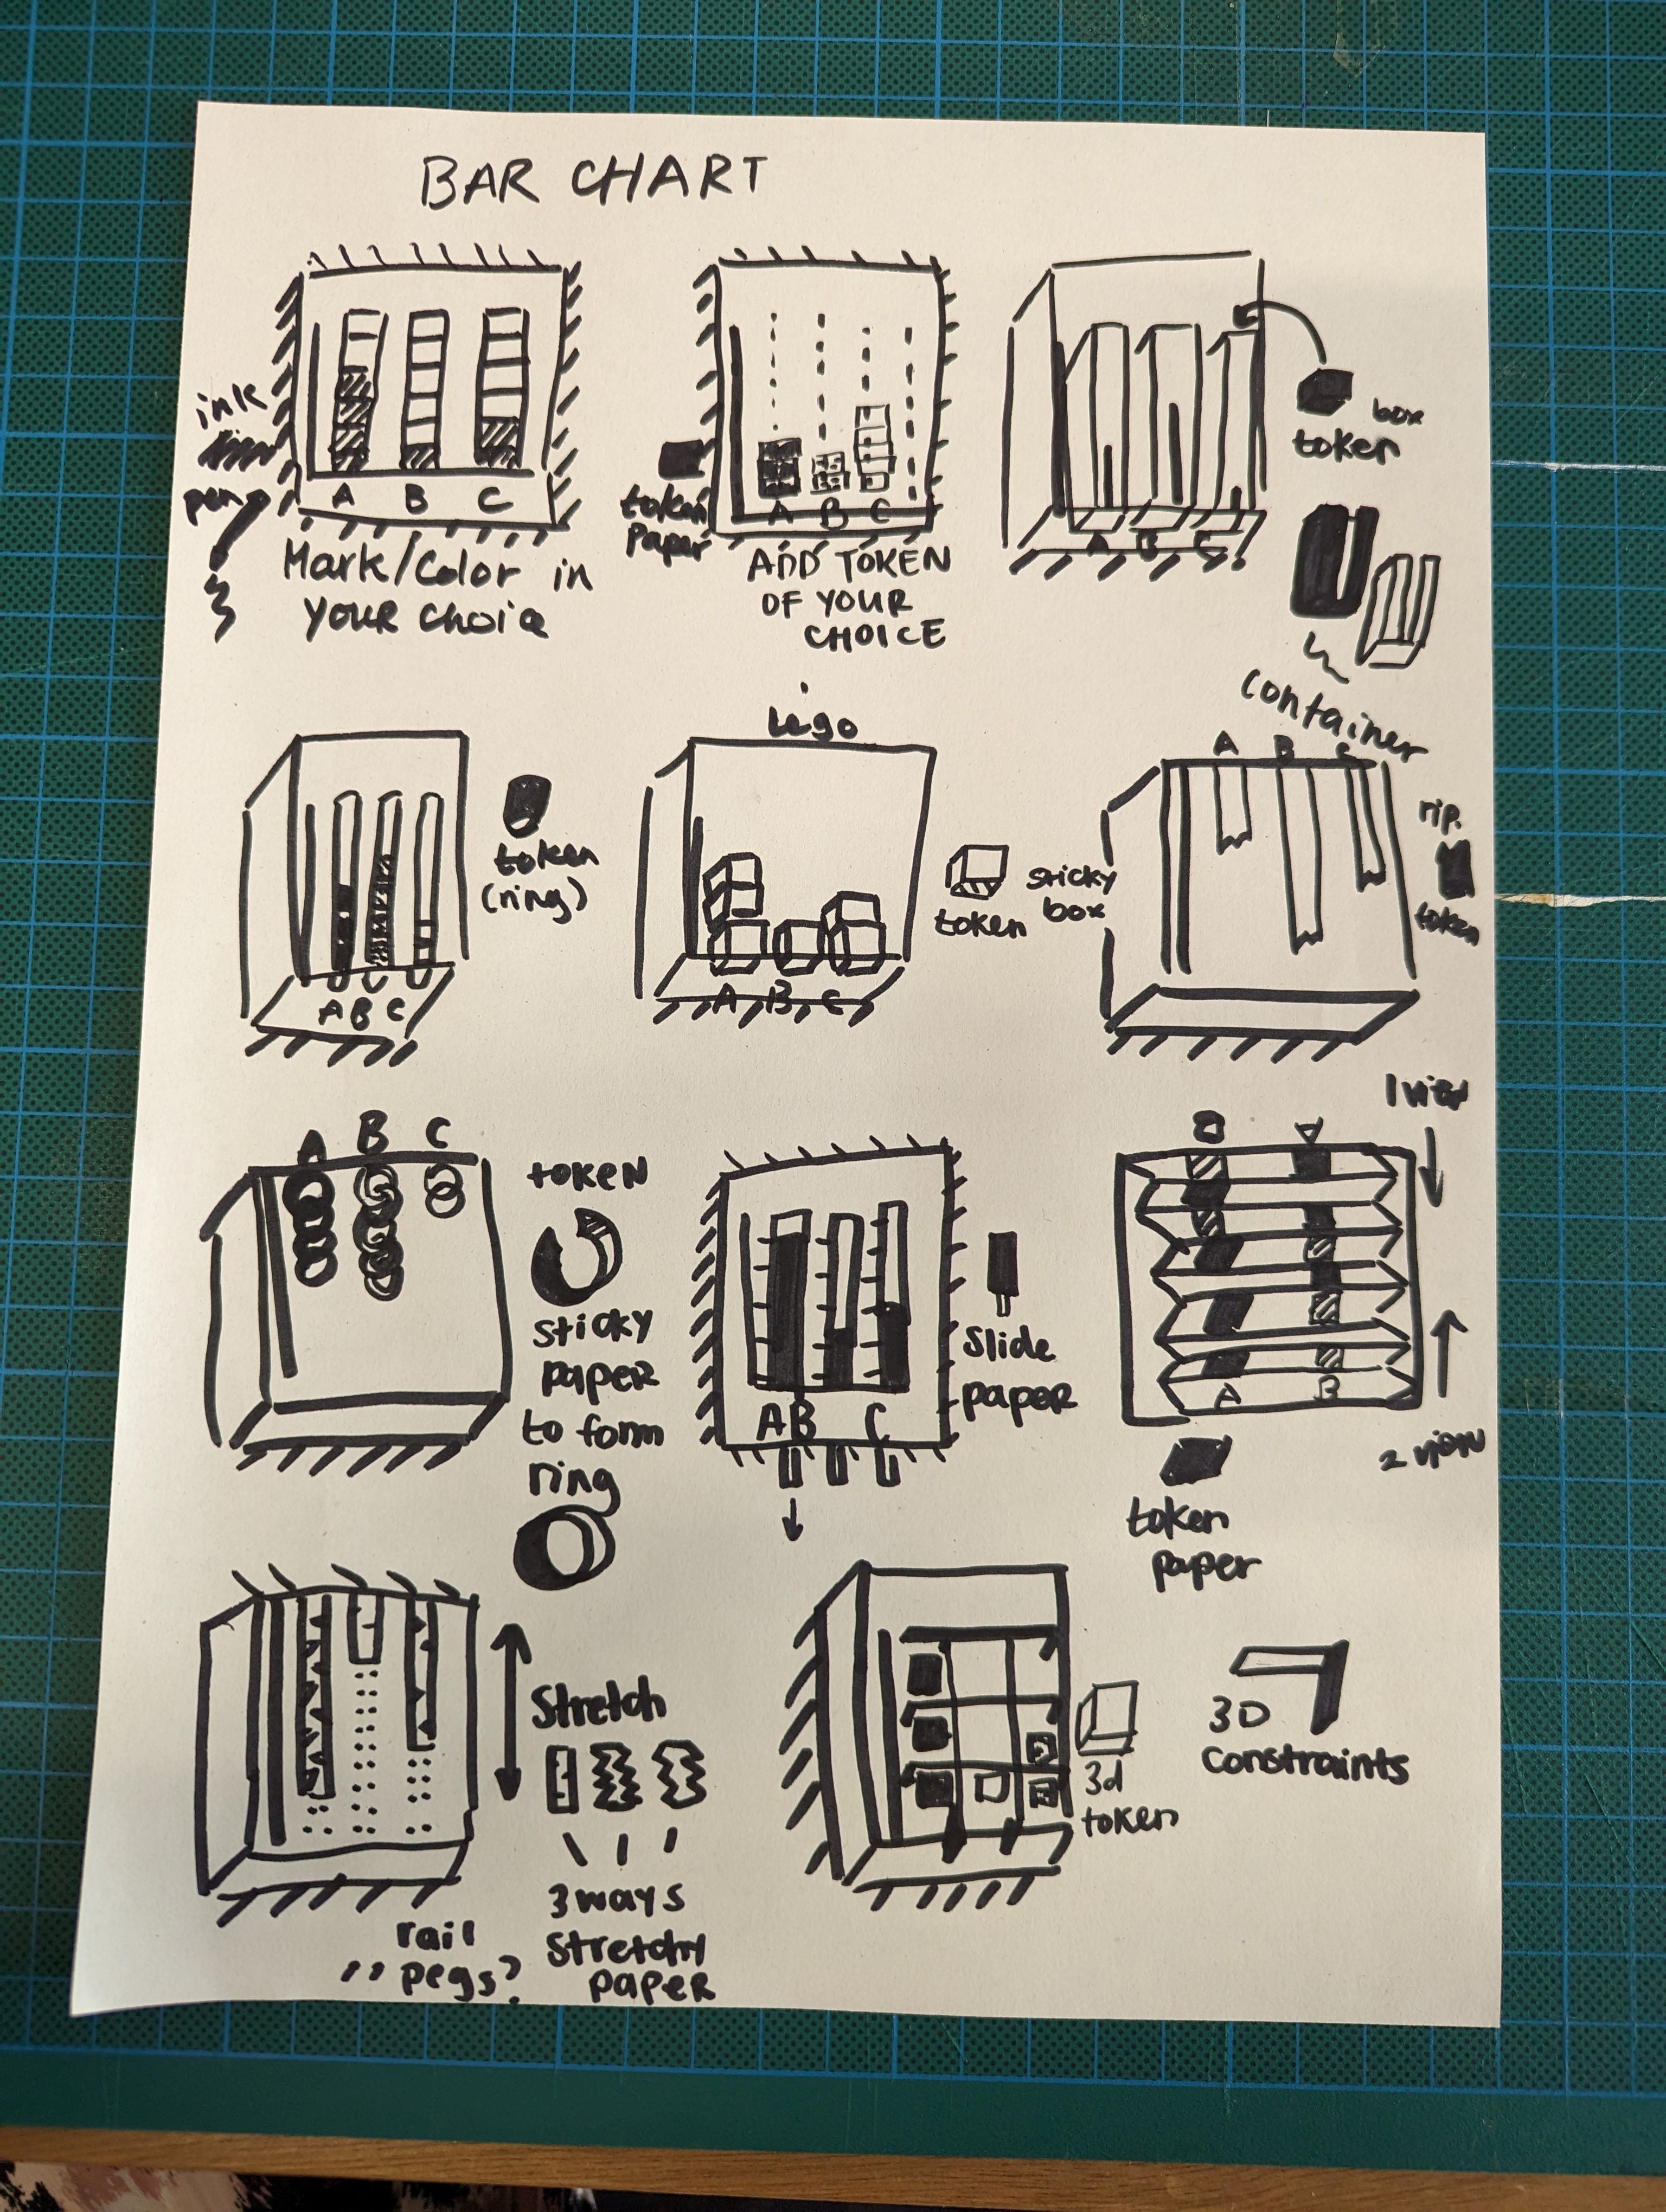 BAR CHART
ink
pen
A B C
Mark/Color in
your choice
token
Paper
A B C
ADD TOKEN
OF YOUR
CHOICE
A B C
box
token
container
A B C
token
(ring)
Lego
A B C
token
sticky
box
A B C
rip.
token
A B C
token
sticky
paper
to form
ring
A B C
Slide
paper
1 view
A B
2 view
token
paper
Stretch
3 ways
stretchy
paper
rail
pegs?
3d
token
3D
constraints